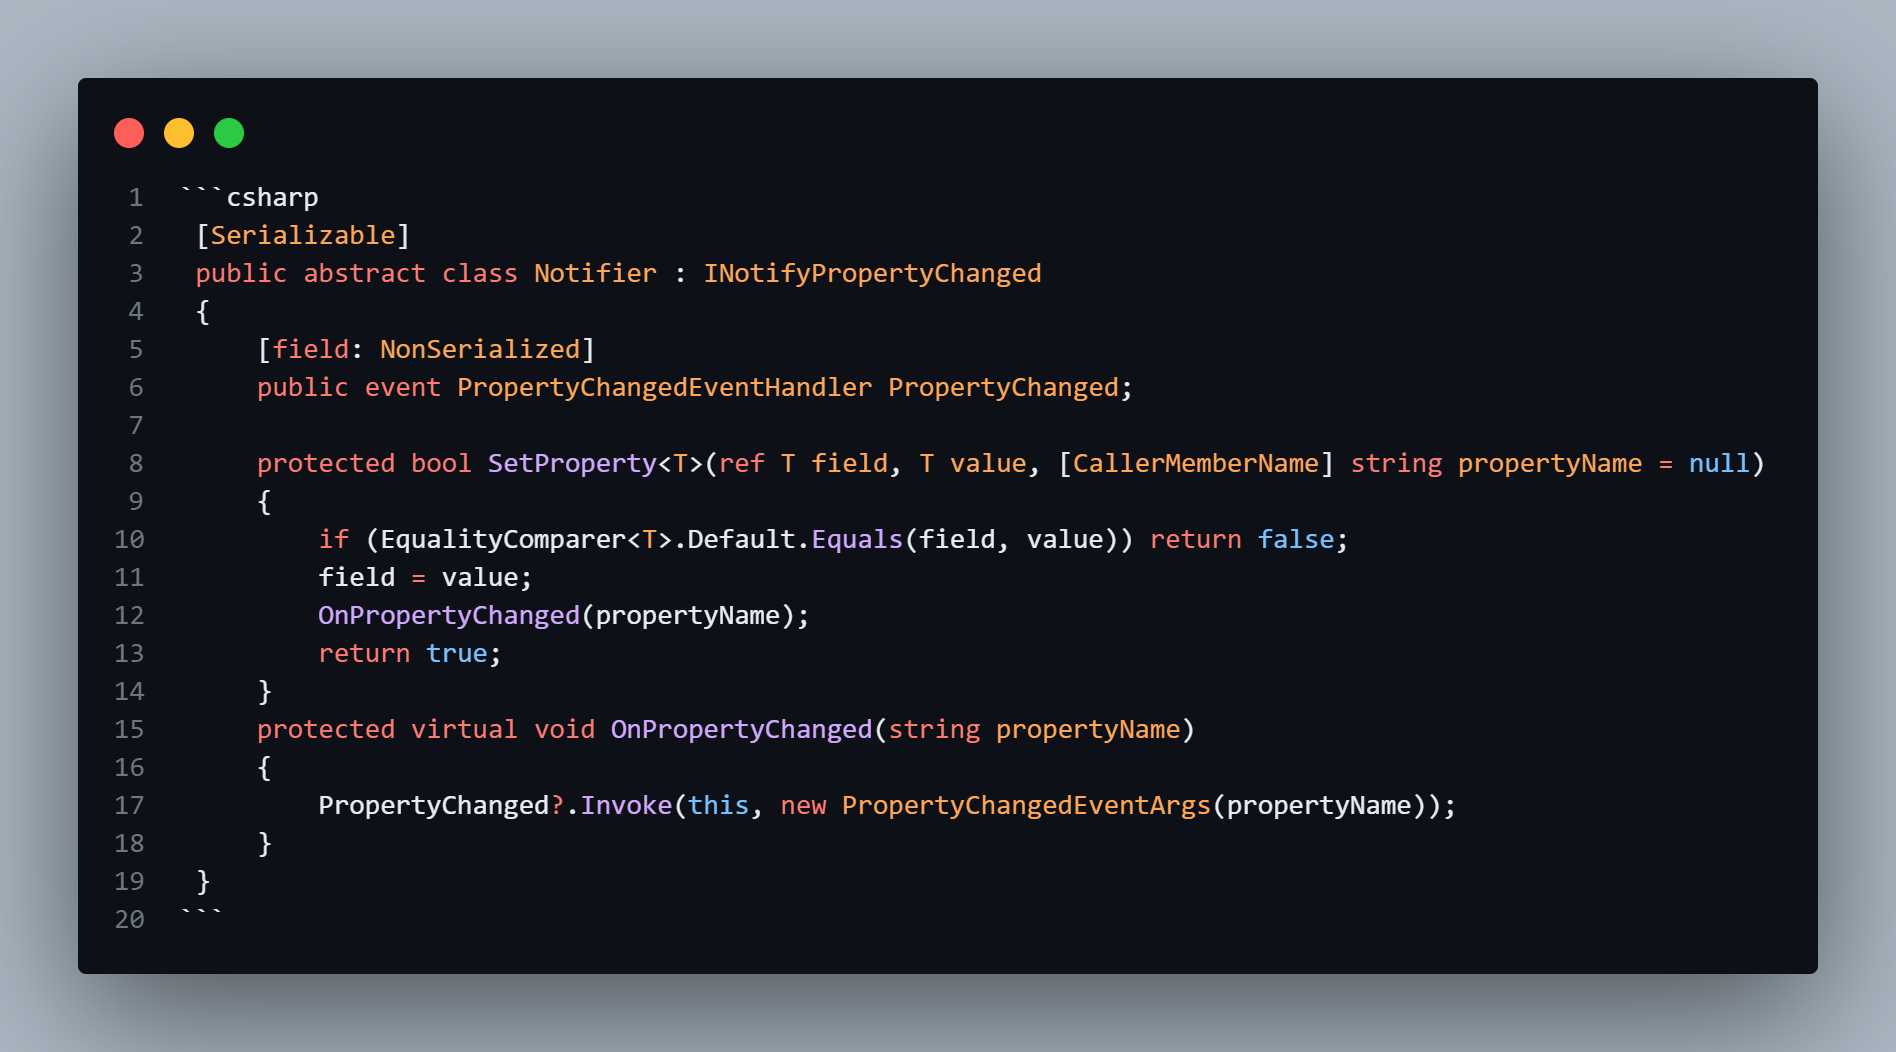 1 ```csharp
2 [Serializable]
3 public abstract class Notifier : INotifyPropertyChanged
4 {
5     [field: NonSerialized]
6     public event PropertyChangedEventHandler PropertyChanged;
7
8     protected bool SetProperty<T>(ref T field, T value, [CallerMemberName] string propertyName = null)
9     {
10         if (EqualityComparer<T>.Default.Equals(field, value)) return false;
11         field = value;
12         OnPropertyChanged(propertyName);
13         return true;
14     }
15     protected virtual void OnPropertyChanged(string propertyName)
16     {
17         PropertyChanged?.Invoke(this, new PropertyChangedEventArgs(propertyName));
18     }
19 }
20 ```